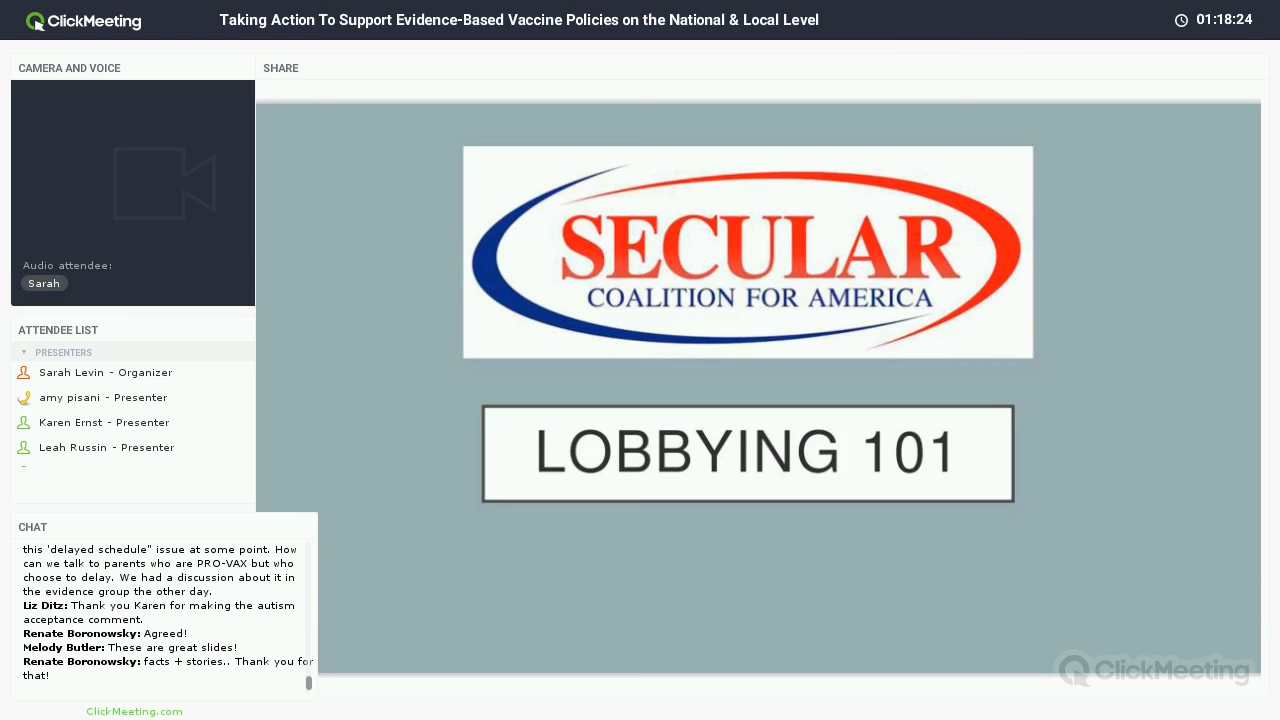 ClickMeeting
Taking Action To Support Evidence-Based Vaccine Policies on the National & Local Level
01:18:24
CAMERA AND VOICE
SHARE
Audio attendee:
Sarah
SECULAR
COALITION FOR AMERICA
LOBBYING 101
ATTENDEE LIST
PRESENTERS
Sarah Levin - Organizer
amy pisani - Presenter
Karen Ernst - Presenter
Leah Russin - Presenter
CHAT
this 'delayed schedule" issue at some point. How
can we talk to parents who are PRO-VAX but who
choose to delay. We had a discussion about it in
the evidence group the other day.
Liz Ditz: Thank you Karen for making the autism
acceptance comment.
Renate Boronowsky: Agreed!
Melody Butler: These are great slides!
Renate Boronowsky: facts + stories.. Thank you for
that!
ClickMeeting
ClickMeeting.com